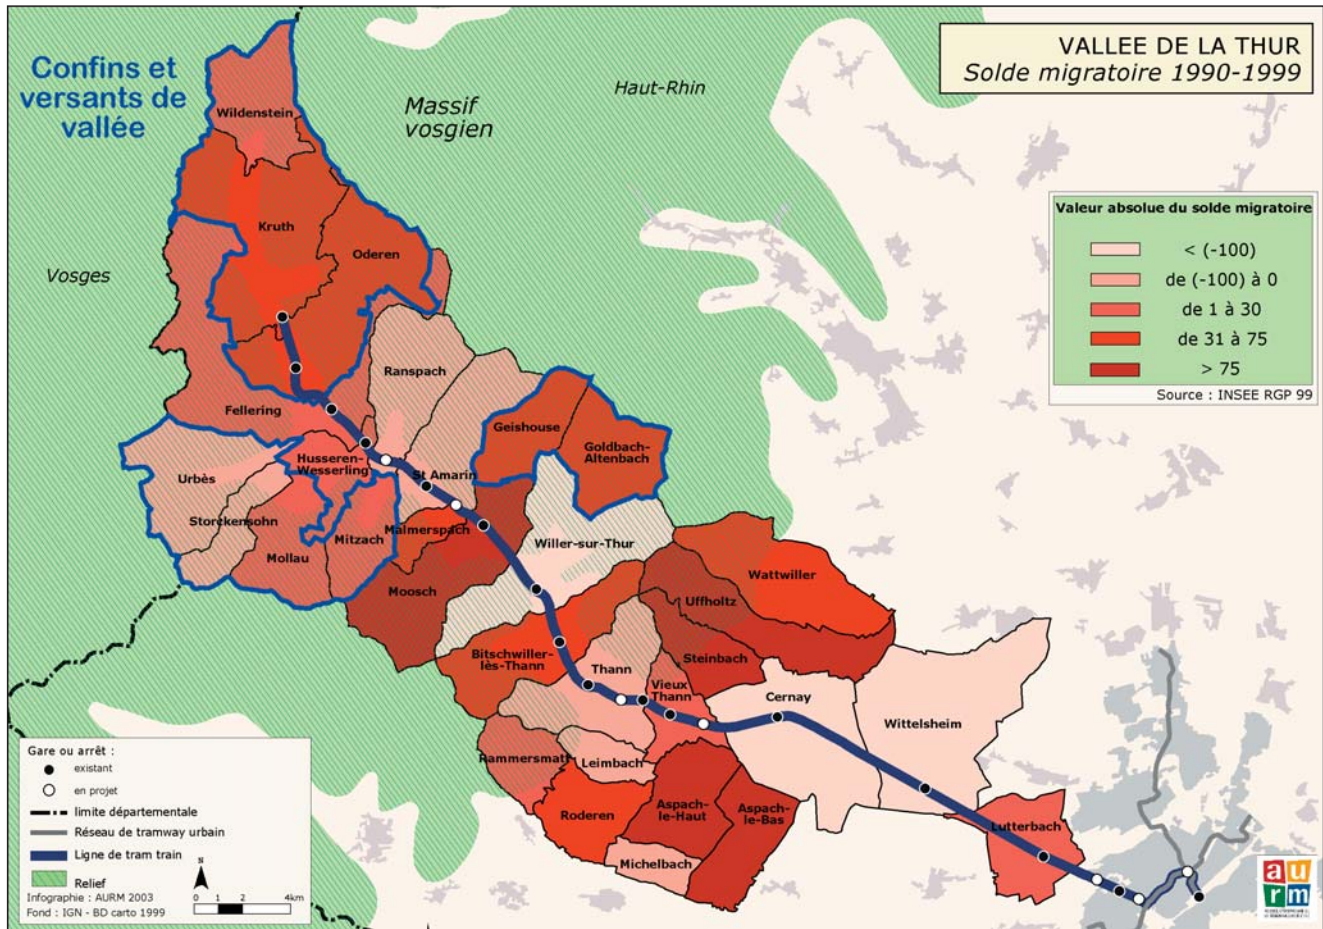 VALLEE DE LA THUR
Solde migratoire 1990-1999
Confins et
versants de
vallée
Massif
vosgien
Haut-Rhin
Vosges
Valeur absolue du solde migratoire
< (-100)
de (-100) à 0
de 1 à 30
de 31 à 75
> 75
Source : INSEE RGP 99
Wildenstein
Kruth
Oderen
Ranspach
Fellering
Geishouse
Goldbach-
Altenbach
Husseren-
Wesserling
Urbès
St Amarin
Storckensohn
Malmerspach
Mitzach
Mollau
Willer-sur-Thur
Moosch
Wattwiller
Uffholtz
Bitschwiller-
lès-Thann
Steinbach
Thann
Vieux
Thann
Cernay
Wittelsheim
Rammersmatt
Leimbach
Roderen
Aspach-
le-Haut
Aspach-
le-Bas
Lutterbach
Michelbach
Gare ou arrêt :
existant
en projet
limite départementale
Réseau de tramway urbain
Ligne de tram train
Relief
N
0 1 2 4km
Infographie : AURM 2003
Fond : IGN - BD carto 1999
au
rm